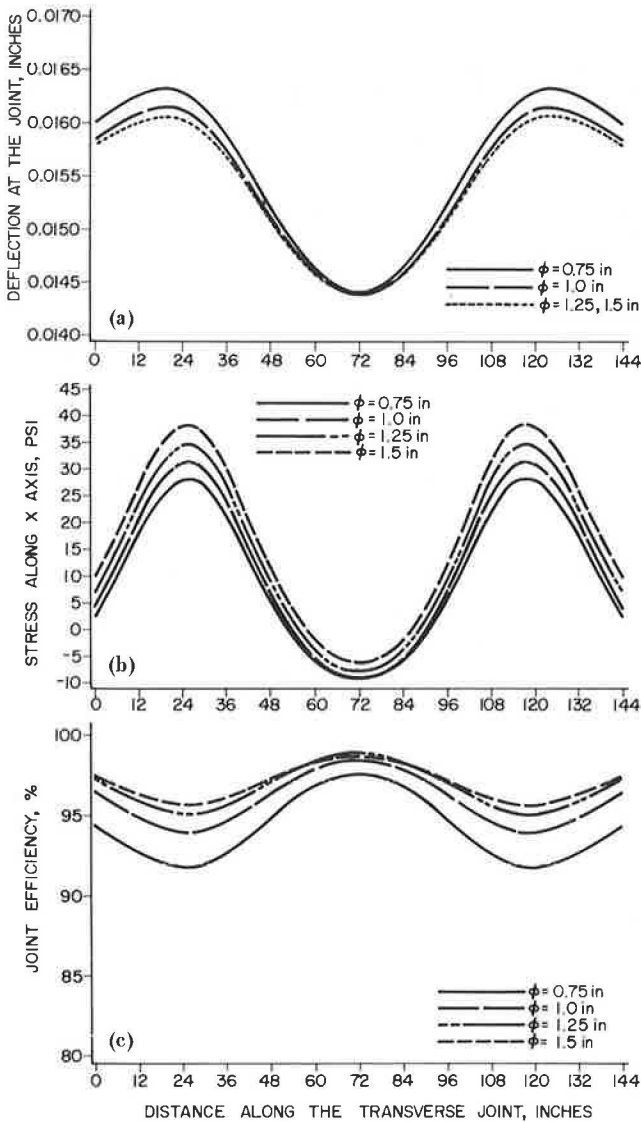 DEFLECTION AT THE JOINT, INCHES
0.0170
0.0165
0.0160
0.0155
0.0150
0.0145
0.0140
(a)
ϕ = 0.75 in
ϕ = 1.0 in
ϕ = 1.25, 1.5 in
0 12 24 36 48 60 72 84 96 108 120 132 144
STRESS ALONG X AXIS, PSI
45
40
35
30
25
20
15
10
5
0
-5
-10
(b)
ϕ = 0.75 in
ϕ = 1.0 in
ϕ = 1.25 in
ϕ = 1.5 in
0 12 24 36 48 60 72 84 96 108 120 132 144
JOINT EFFICIENCY, %
100
95
90
85
80
(c)
ϕ = 0.75 in
ϕ = 1.0 in
ϕ = 1.25 in
ϕ = 1.5 in
0 12 24 36 48 60 72 84 96 108 120 132 144
DISTANCE ALONG THE TRANSVERSE JOINT, INCHES